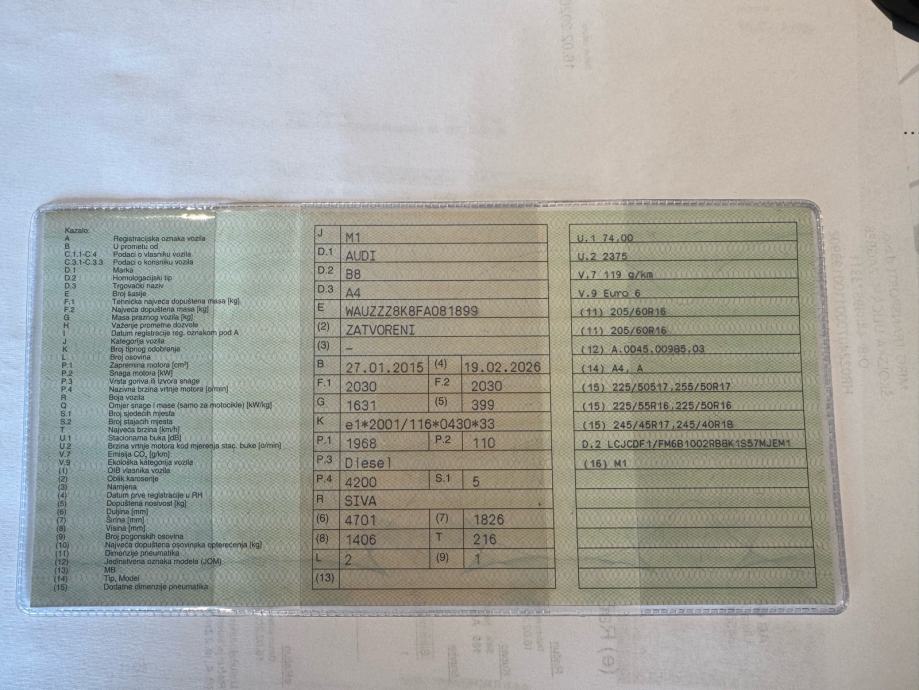 Kazalo:
A Registracijska oznaka vozila
B U prometu od
C.1.1-C.4 Podaci o vlasniku vozila
C.3.1-C.3.3 Podaci o korisniku vozila
D.1 Marka
D.2 Homologacijski tip
D.3 Trgovački naziv
E Broj šasije
F.1 Tehnička najveća dopuštena masa [kg]
F.2 Najveća dopuštena masa [kg]
G Masa praznog vozila [kg]
H Važenje prometne dozvole
I Datum registracije reg. oznakom pod A
J Kategorija vozila
K Broj tipnog odobrenja
L Broj osovina
P.1 Zapremina motora [cm³]
P.2 Snaga motora [kW]
P.3 Vrsta goriva ili izvora snage
P.4 Nazivna brzina vrtnje motora [o/min]
R Boja vozila
Q Omjer snage i mase (samo za motocikle) [kW/kg]
S.1 Broj sjedećih mjesta
S.2 Broj stajaćih mjesta
T Najveća brzina [km/h]
U.1 Stacionarna buka [dB]
U.2 Brzina vrtnje motora kod mjerenja stac. buke [o/min]
V.7 Emisija CO₂ [g/km]
V.9 Ekološka kategorija vozila
(1) OIB vlasnika vozila
(2) Oblik karoserije
(3) Namjena
(4) Datum prve registracije u RH
(5) Dopuštena nosivost [kg]
(6) Duljina [mm]
(7) Širina [mm]
(8) Visina [mm]
(9) Broj pogonskih osovina
(10) Najveća dopuštena osovinska opterećenja [kg]
(11) Dimenzije pneumatika
(12) Jedinstvena oznaka modela (JOM)
(13) MB
(14) Tip, Model
(15) Dodatne dimenzije pneumatika
J M1
D.1 AUDI
D.2 B8
D.3 A4
E WAUZZZ8K8FA081899
(2) ZATVORENI
(3) –
B 27.01.2015 (4) 19.02.2026
F.1 2030 F.2 2030
G 1631 (5) 399
K e1*2001/116*0430*33
P.1 1968 P.2 110
P.3 Diesel
P.4 4200 S.1 5
R SIVA
(6) 4701 (7) 1826
(8) 1406 T 216
L 2 (9) 1
(13)
U.1 74.00
U.2 2375
V.7 119 g/km
V.9 Euro 6
(11) 205/60R16
(11) 205/60R16
(12) A.0045.00985.03
(14) A4, A
(15) 225/50S17,255/50R17
(15) 225/55R16,225/50R16
(15) 245/45R17,245/40R18
D.2 LCJCDF1/FM6B1002RBBK1S57MJEM1
(16) M1